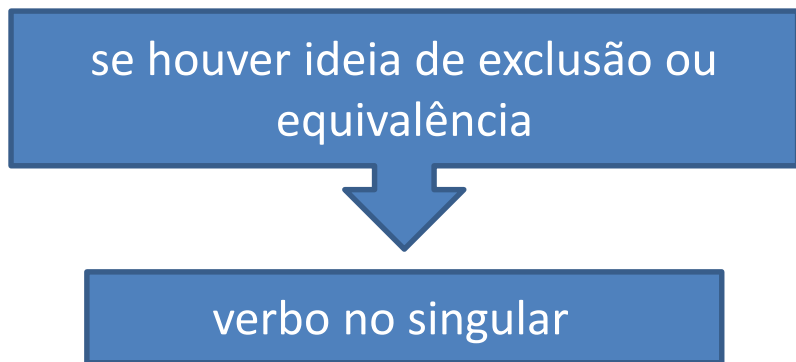 se houver ideia de exclusão ou
equivalência
verbo no singular